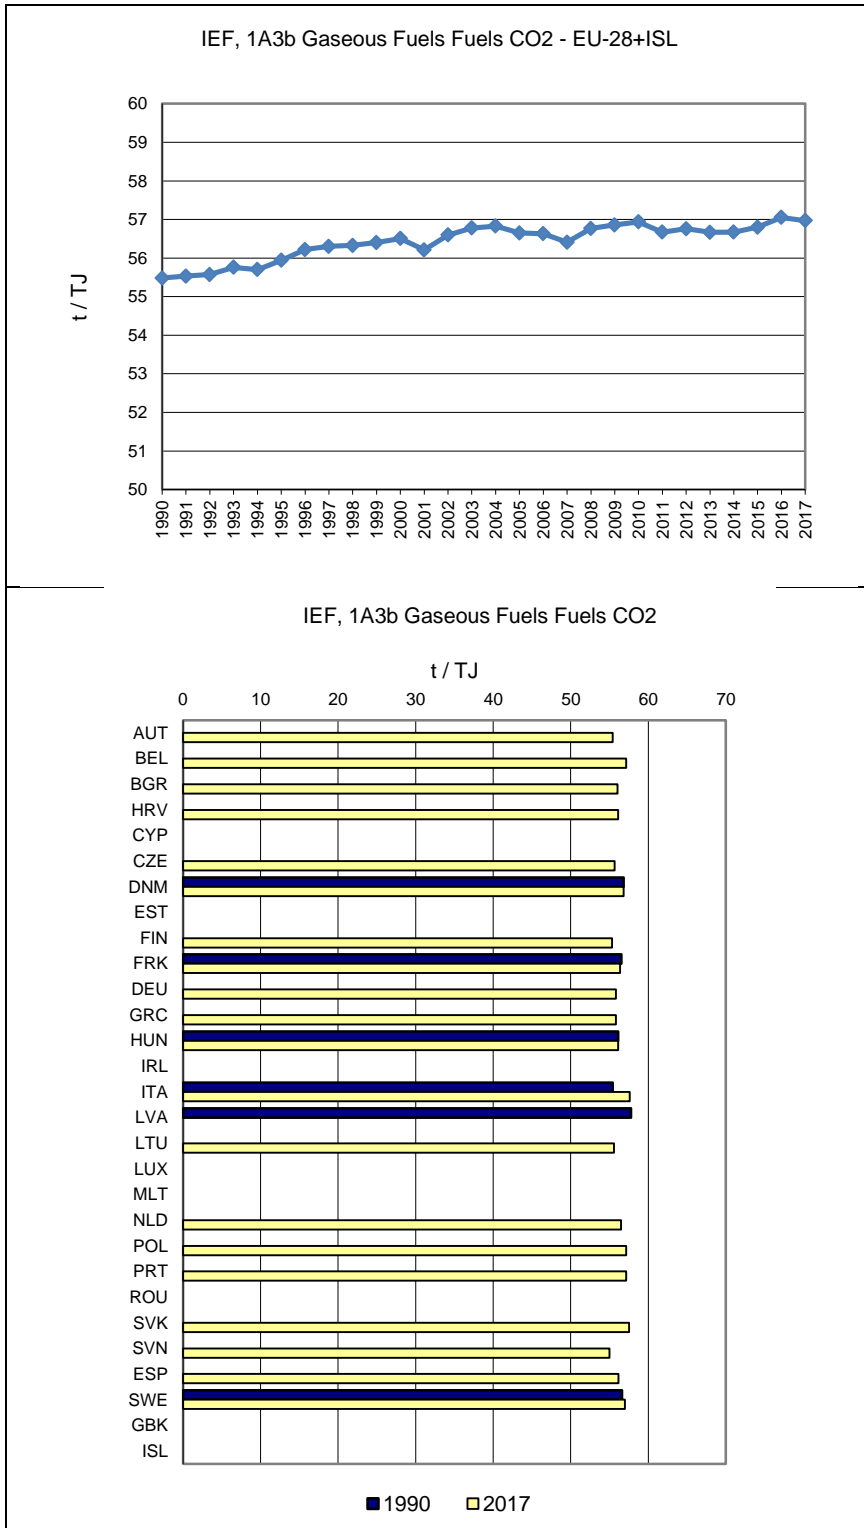 IEF, 1A3b Gaseous Fuels Fuels CO2 - EU-28+ISL
60
59
58
57
56
55
54
53
52
51
50
t / TJ
1990 1991 1992 1993 1994 1995 1996 1997 1998 1999 2000 2001 2002 2003 2004 2005 2006 2007 2008 2009 2010 2011 2012 2013 2014 2015 2016 2017
IEF, 1A3b Gaseous Fuels Fuels CO2
t / TJ
0 10 20 30 40 50 60 70
AUT
BEL
BGR
HRV
CYP
CZE
DNM
EST
FIN
FRK
DEU
GRC
HUN
IRL
ITA
LVA
LTU
LUX
MLT
NLD
POL
PRT
ROU
SVK
SVN
ESP
SWE
GBK
ISL
1990 2017